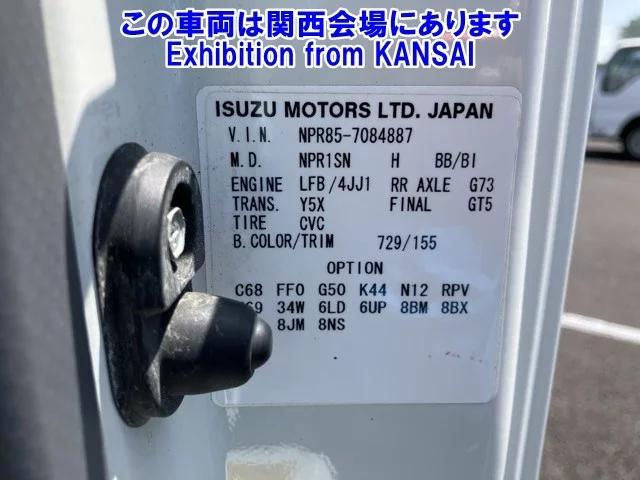 この車両は関西会場にあります
Exhibition from KANSAI
ISUZU MOTORS LTD. JAPAN
V.I.N. NPR85-7084887
M.D. NPR1SN H BB/BI
ENGINE LFB/4JJ1 RR AXLE G73
TRANS. Y5X FINAL GT5
TIRE CVC
B.COLOR/TRIM 729/155
OPTION
C68 FF0 G50 K44 N12 RPV
34W 6LD 6UP 8BM 8BX
8JM 8NS